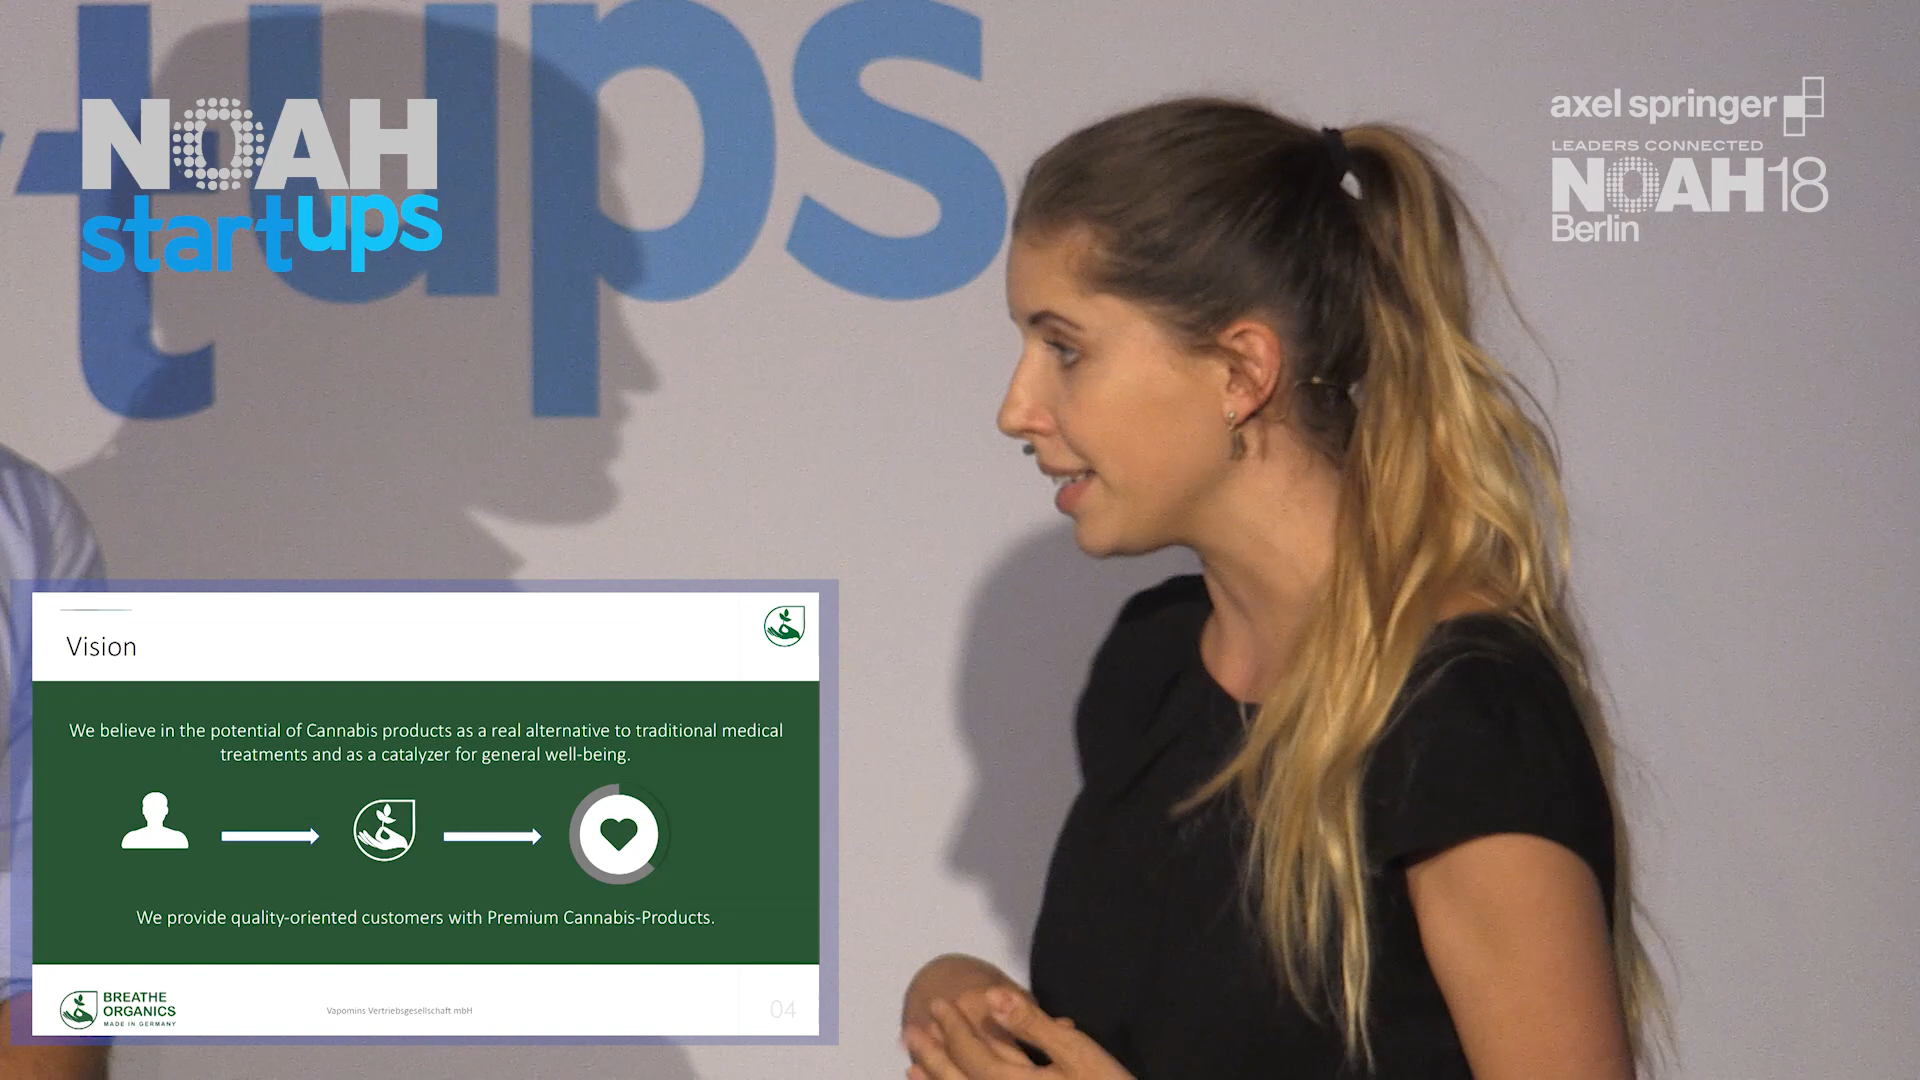 tups
NOAH
startups
axel springer
LEADERS CONNECTED
NOAH18
Berlin
Vision
We believe in the potential of Cannabis products as a real alternative to traditional medical
treatments and as a catalyzer for general well-being.
We provide quality-oriented customers with Premium Cannabis-Products.
BREATHE
ORGANICS
MADE IN GERMANY
Vapomins Vertriebsgesellschaft mbH
04